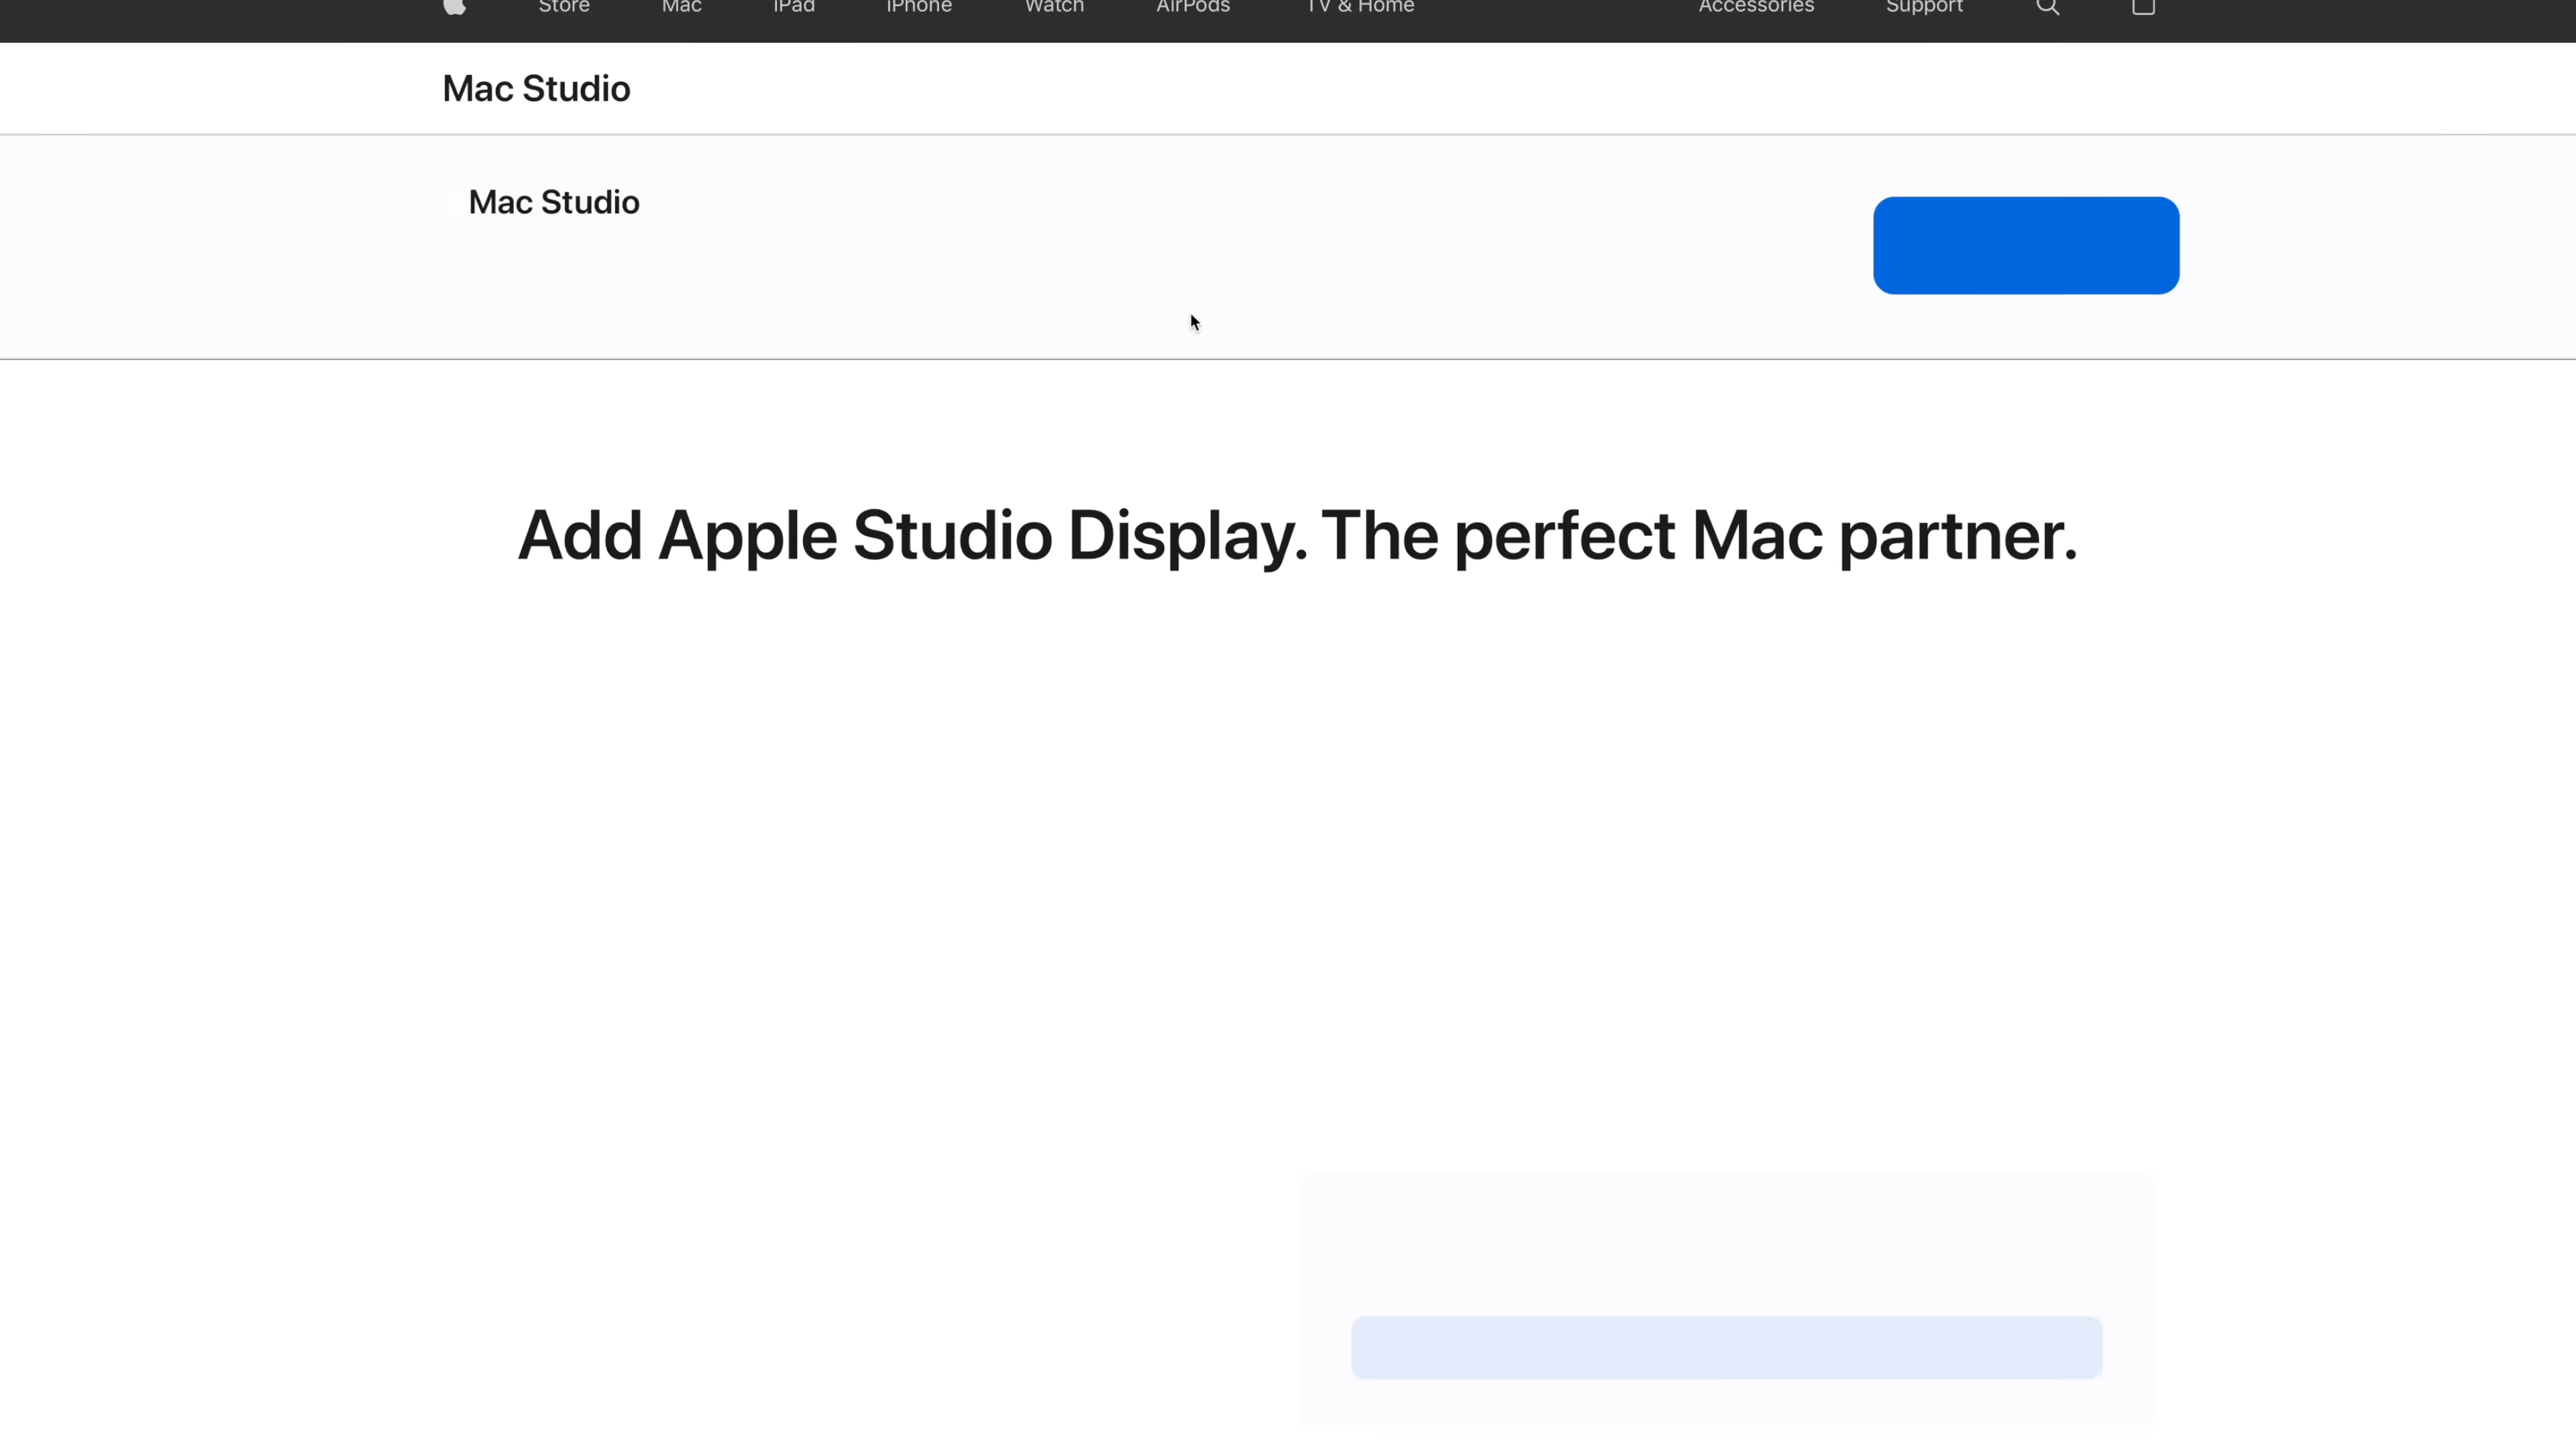 Store Mac iPad iPhone Watch AirPods TV & Home Accessories Support
Mac Studio
Mac Studio
Add Apple Studio Display. The perfect Mac partner.